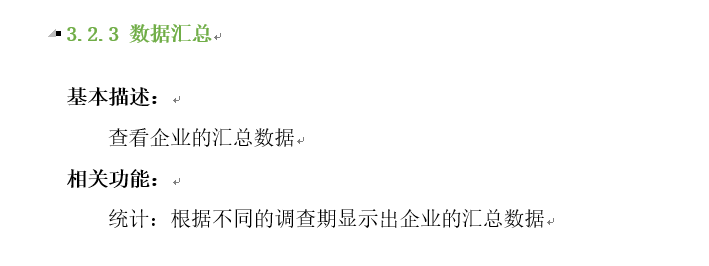 3.2.3 数据汇总
基本描述：
查看企业的汇总数据
相关功能：
统计：根据不同的调查期显示出企业的汇总数据